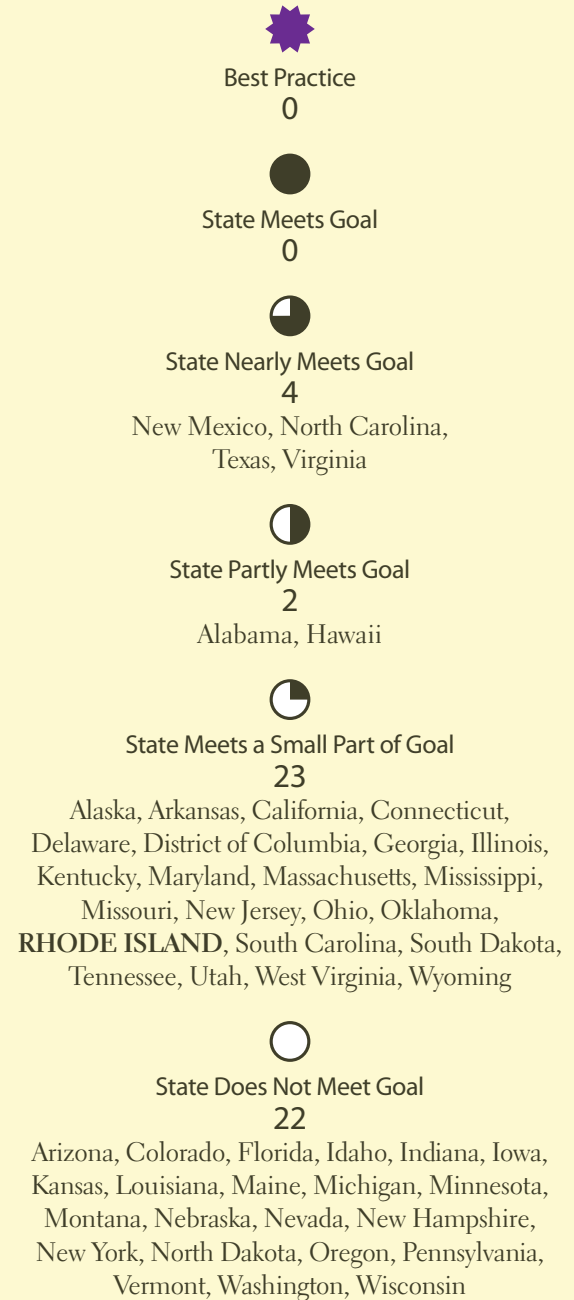 Best Practice
0
State Meets Goal
0
State Nearly Meets Goal
4
New Mexico, North Carolina,
Texas, Virginia
State Partly Meets Goal
2
Alabama, Hawaii
State Meets a Small Part of Goal
23
Alaska, Arkansas, California, Connecticut,
Delaware, District of Columbia, Georgia, Illinois,
Kentucky, Maryland, Massachusetts, Mississippi,
Missouri, New Jersey, Ohio, Oklahoma,
RHODE ISLAND, South Carolina, South Dakota,
Tennessee, Utah, West Virginia, Wyoming
State Does Not Meet Goal
22
Arizona, Colorado, Florida, Idaho, Indiana, Iowa,
Kansas, Louisiana, Maine, Michigan, Minnesota,
Montana, Nebraska, Nevada, New Hampshire,
New York, North Dakota, Oregon, Pennsylvania,
Vermont, Washington, Wisconsin